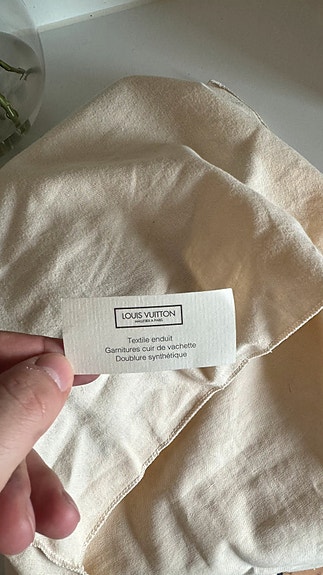 LOUIS VUITTON
MALLETIER À PARIS
Textile enduit
Garnitures cuir de vachette
Doublure synthétique